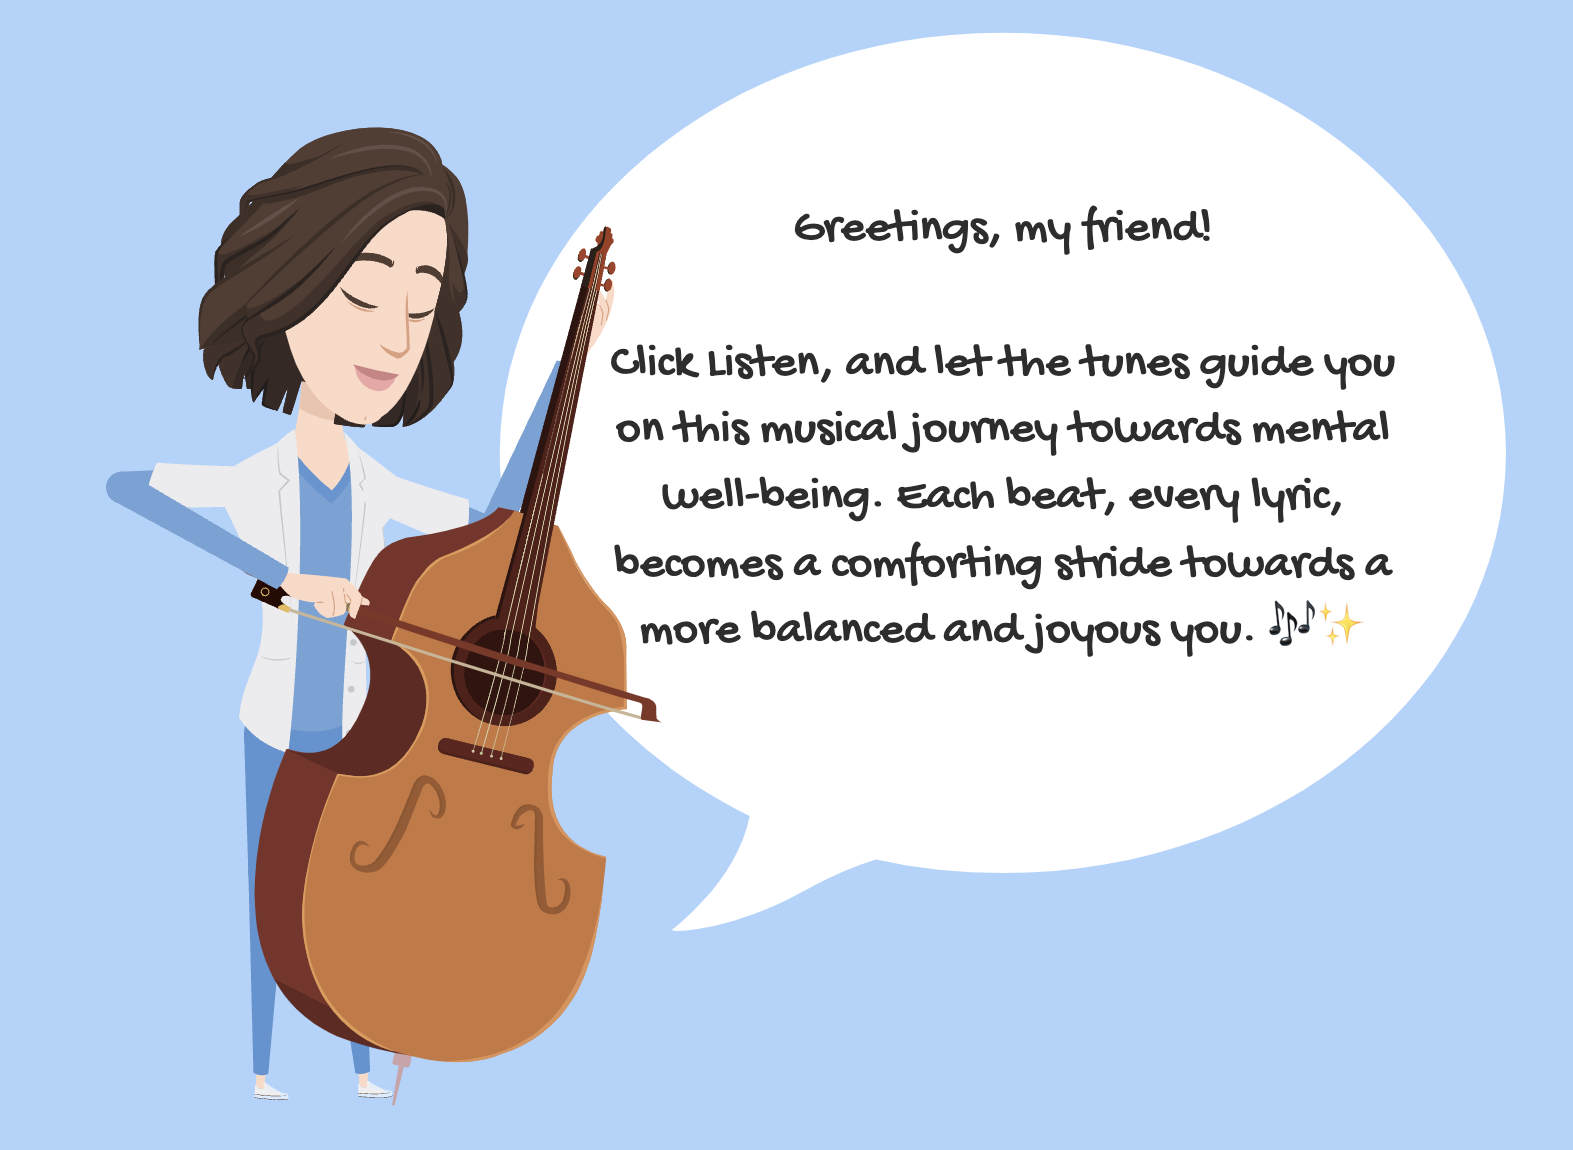 Greetings, my friend!
Click Listen, and let the tunes guide you
on this musical journey towards mental
well-being. Each beat, every lyric,
becomes a comforting stride towards a
more balanced and joyous you. 🎶✨